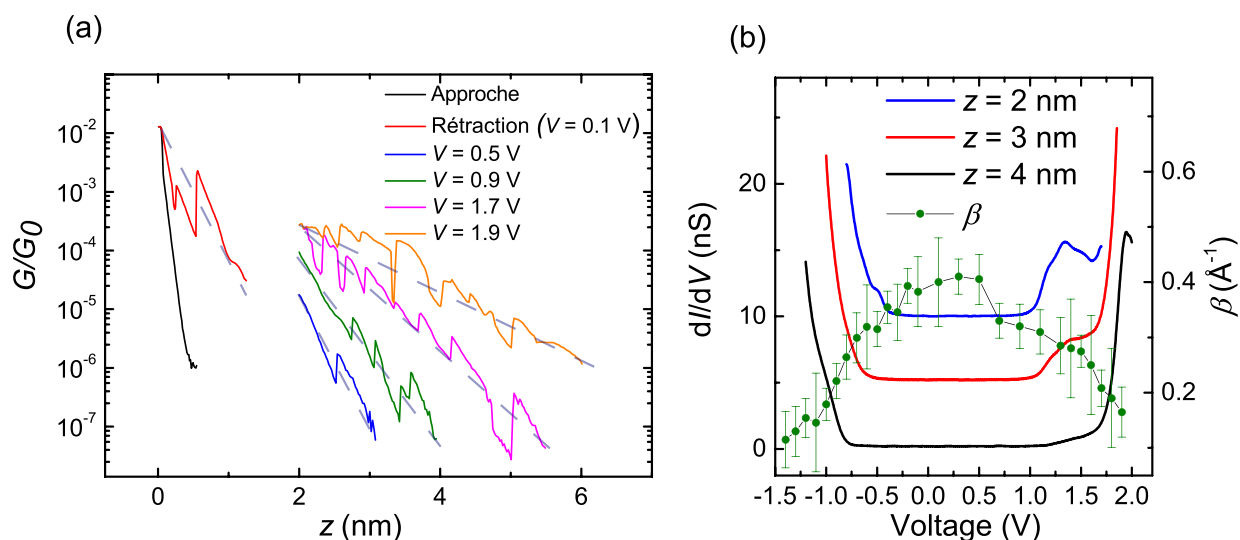 (a)
Approche
Rétraction (V = 0.1 V)
V = 0.5 V
V = 0.9 V
V = 1.7 V
V = 1.9 V
10⁻²
10⁻³
10⁻⁴
10⁻⁵
10⁻⁶
10⁻⁷
G/G0
0 2 4 6
z (nm)
(b)
z = 2 nm
z = 3 nm
z = 4 nm
β
20
10
0
dI/dV (nS)
0.6
0.4
0.2
β (Å⁻¹)
-1.5 -1.0 -0.5 0.0 0.5 1.0 1.5 2.0
Voltage (V)